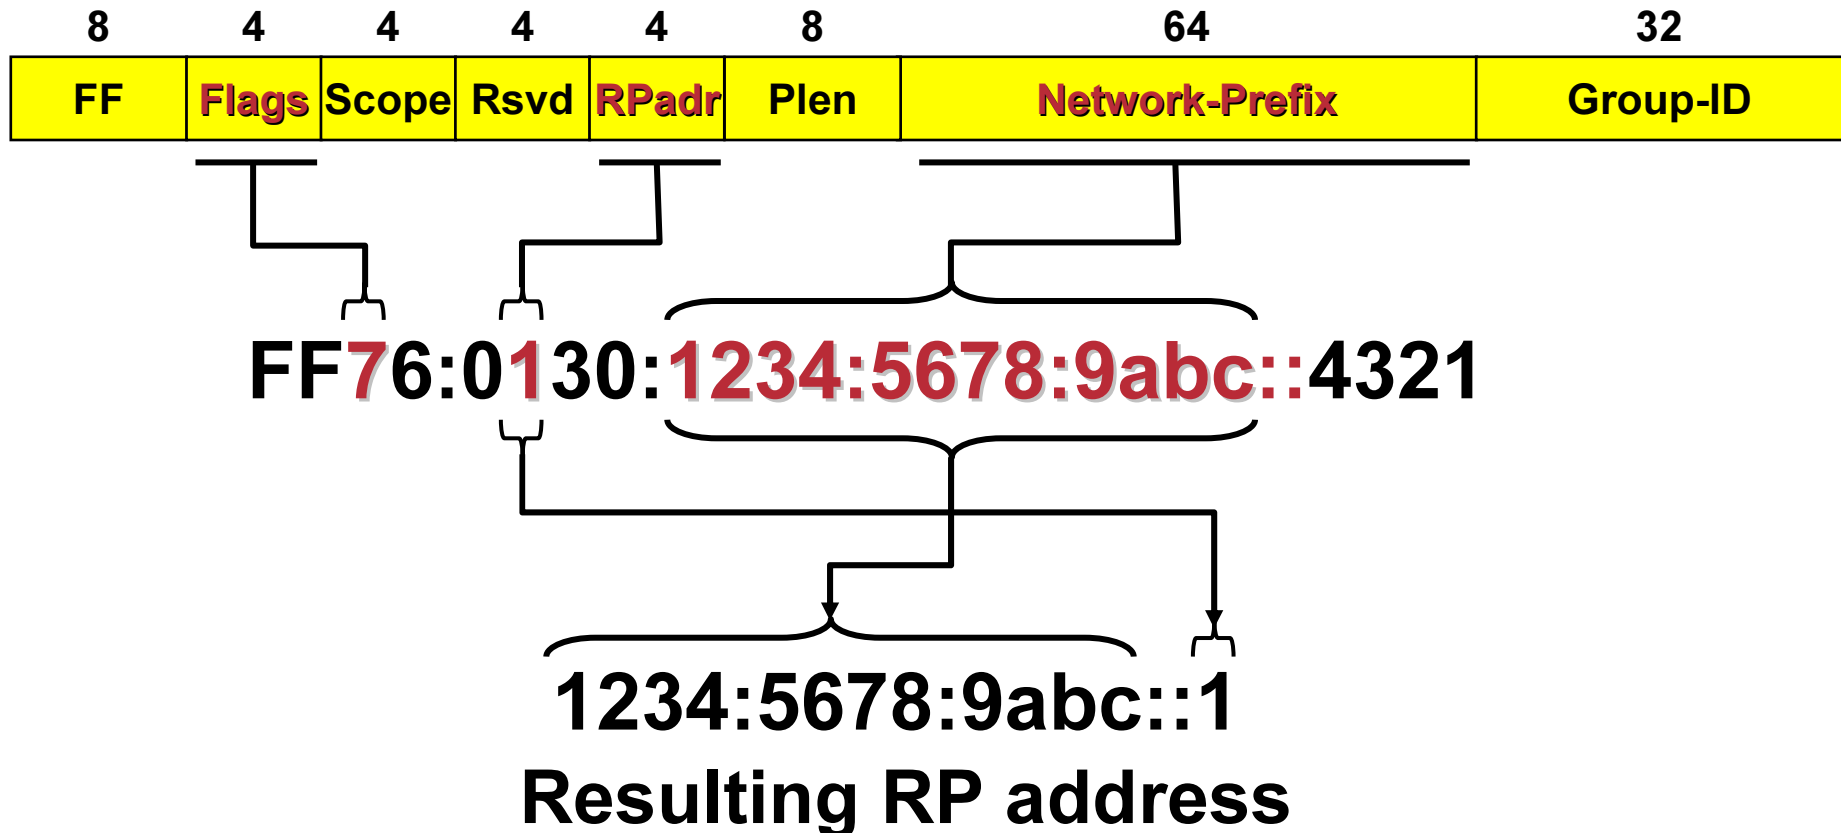 8 4 4 4 4 8 64 32
FF Flags Scope Rsvd RPadr Plen Network-Prefix Group-ID
FF76:0130:1234:5678:9abc::4321
1234:5678:9abc::1
Resulting RP address